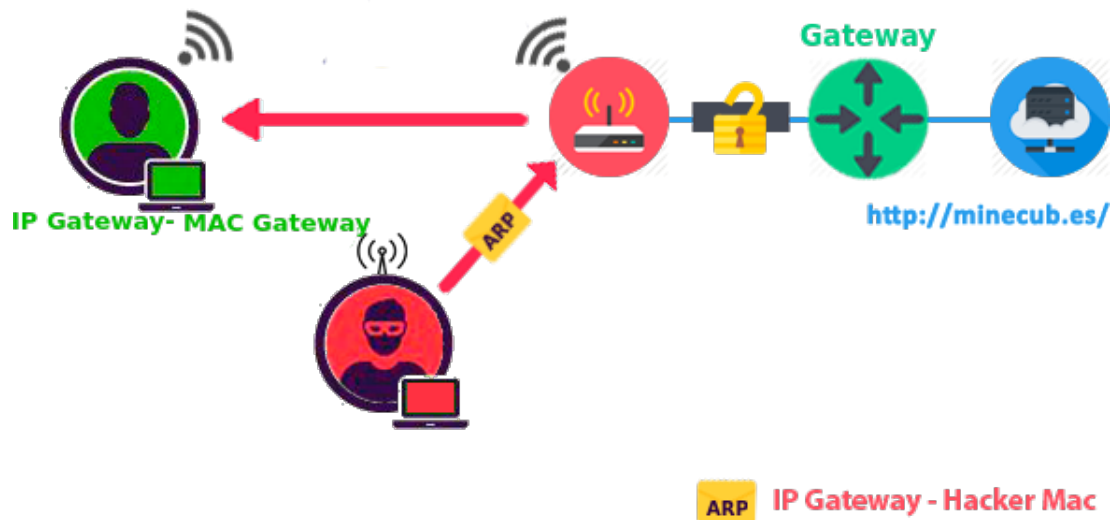 Gateway
IP Gateway- MAC Gateway
http://minecub.es/
ARP
ARP IP Gateway - Hacker Mac